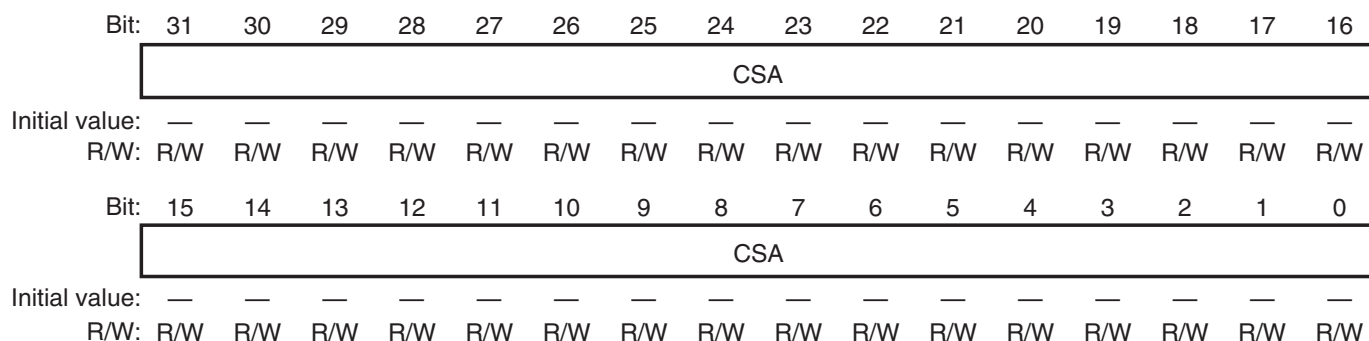 Bit: 31 30 29 28 27 26 25 24 23 22 21 20 19 18 17 16
CSA
Initial value: — — — — — — — — — — — — — — — —
R/W: R/W R/W R/W R/W R/W R/W R/W R/W R/W R/W R/W R/W R/W R/W R/W R/W
Bit: 15 14 13 12 11 10 9 8 7 6 5 4 3 2 1 0
CSA
Initial value: — — — — — — — — — — — — — — — —
R/W: R/W R/W R/W R/W R/W R/W R/W R/W R/W R/W R/W R/W R/W R/W R/W R/W